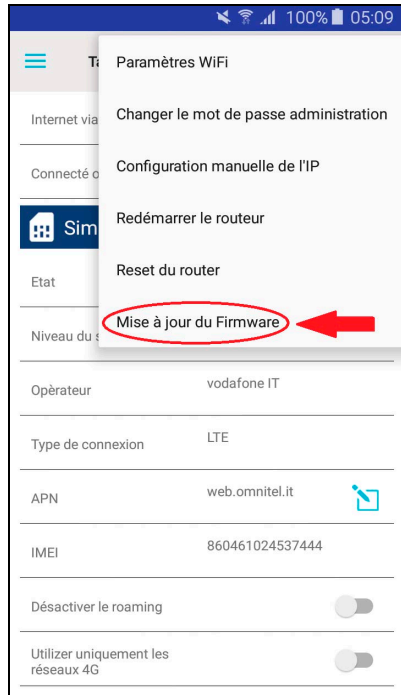 100% 05:09
Ta
Paramètres WiFi
Internet via
Changer le mot de passe administration
Connecté o
Configuration manuelle de l'IP
Sim
Redémarrer le routeur
Etat
Reset du router
Niveau du s
Mise à jour du Firmware
Opèrateur
vodafone IT
Type de connexion
LTE
APN
web.omnitel.it
IMEI
860461024537444
Désactiver le roaming
Utilizer uniquement les
réseaux 4G